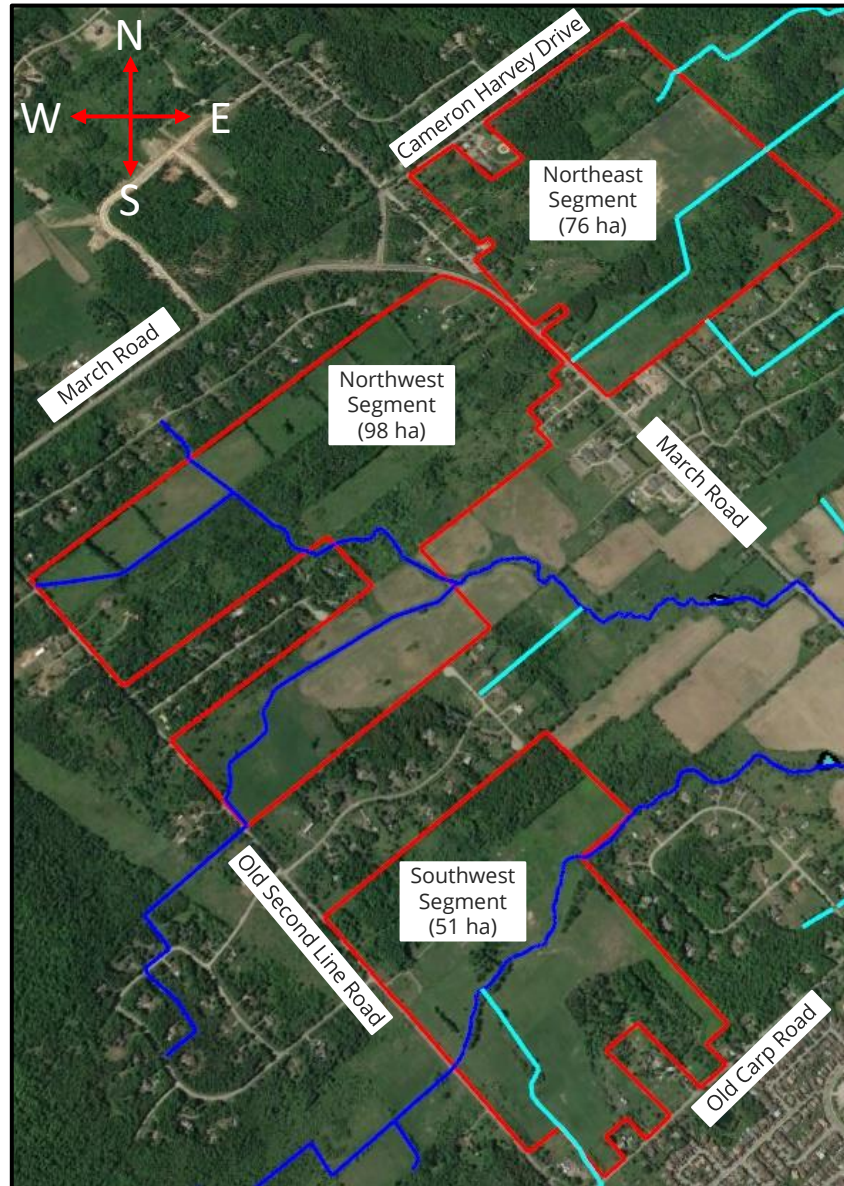 N
W
E
S
Cameron Harvey Drive
Northeast
Segment
(76 ha)
March Road
Northwest
Segment
(98 ha)
March Road
Southwest
Segment
(51 ha)
Old Second Line Road
Old Carp Road